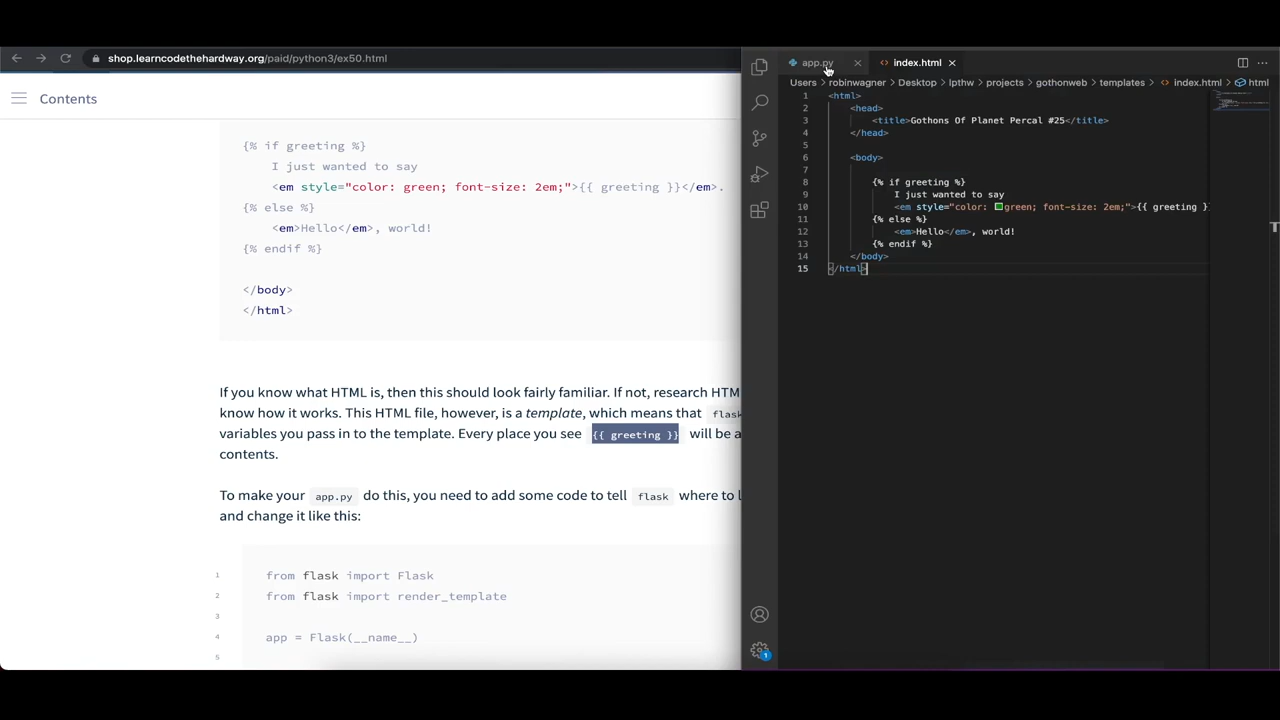 shop.learncodethehardway.org/paid/python3/ex50.html
Contents
{% if greeting %}
I just wanted to say
<em style="color: green; font-size: 2em;">{{ greeting }}</em>.
{% else %}
<em>Hello</em>, world!
{% endif %}
</body>
</html>
If you know what HTML is, then this should look fairly familiar. If not, research HTM
know how it works. This HTML file, however, is a template, which means that flask
variables you pass in to the template. Every place you see {{ greeting }} will be a
contents.
To make your app.py do this, you need to add some code to tell flask where to l
and change it like this:
1 from flask import Flask
2 from flask import render_template
3
4 app = Flask(__name__)
5
app.py index.html
Users > robinwagner > Desktop > lpthw > projects > gothonweb > templates > index.html > html
1 <html>
2 <head>
3 <title>Gothons Of Planet Percal #25</title>
4 </head>
5
6 <body>
7
8 {% if greeting %}
9 I just wanted to say
10 <em style="color: green; font-size: 2em;">{{ greeting }
11 {% else %}
12 <em>Hello</em>, world!
13 {% endif %}
14 </body>
15 </html>
1